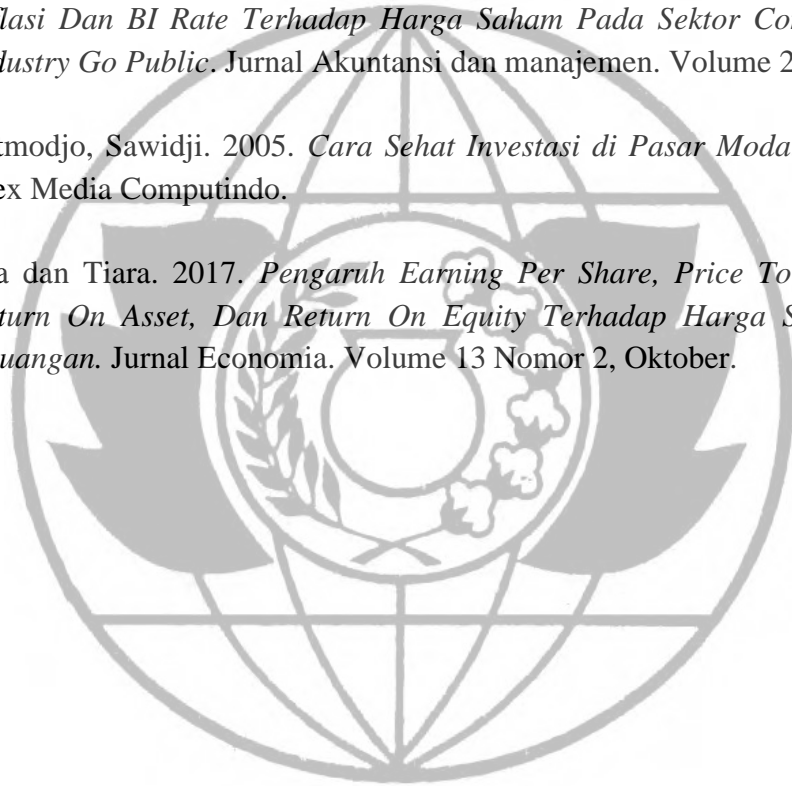 flasi Dan BI Rate Terhadap Harga Saham Pada Sektor Co
dustry Go Public. Jurnal Akuntansi dan manajemen. Volume 2
tmodjo, Sawidji. 2005. Cara Sehat Investasi di Pasar Moda
ex Media Computindo.
a dan Tiara. 2017. Pengaruh Earning Per Share, Price To
turn On Asset, Dan Return On Equity Terhadap Harga S
uangan. Jurnal Economia. Volume 13 Nomor 2, Oktober.